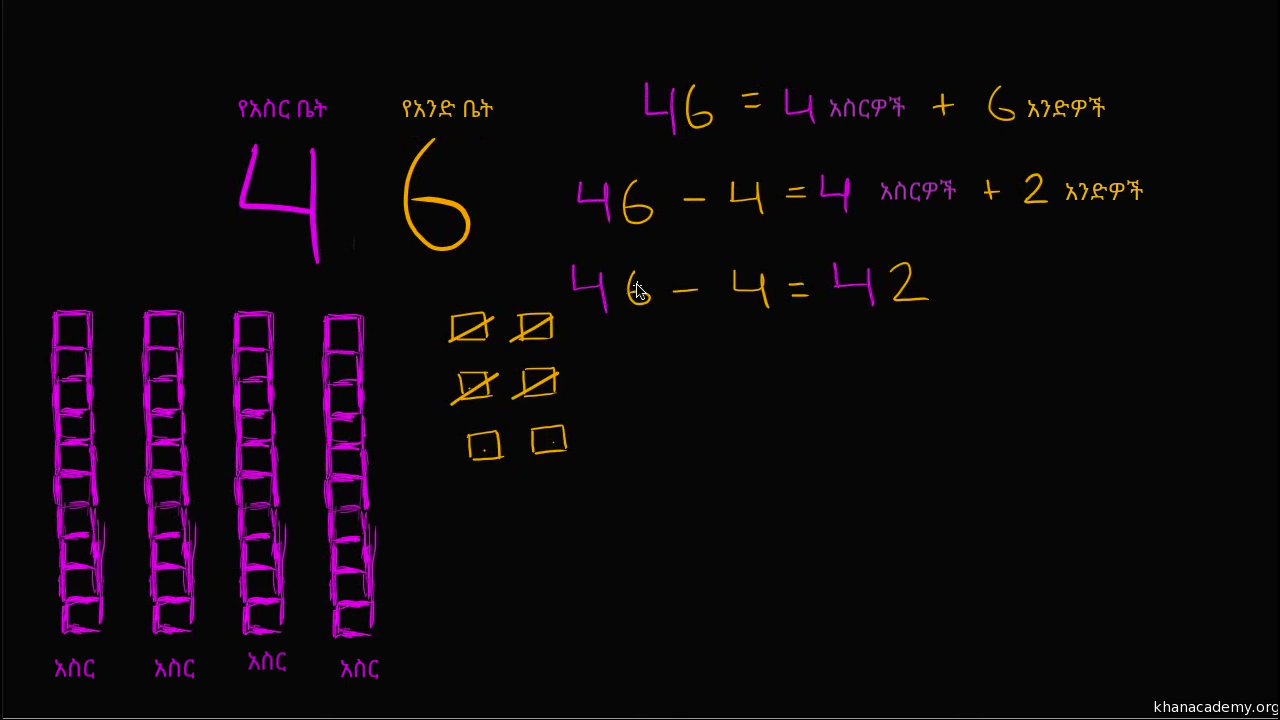 የአስር ቤት የአንድ ቤት
4 6
46 = 4 አስርዎች + 6 አንድዎች
46 - 4 = 4 አስርዎች + 2 አንድዎች
46 - 4 = 42
አስር አስር አስር አስር
khanacademy.org